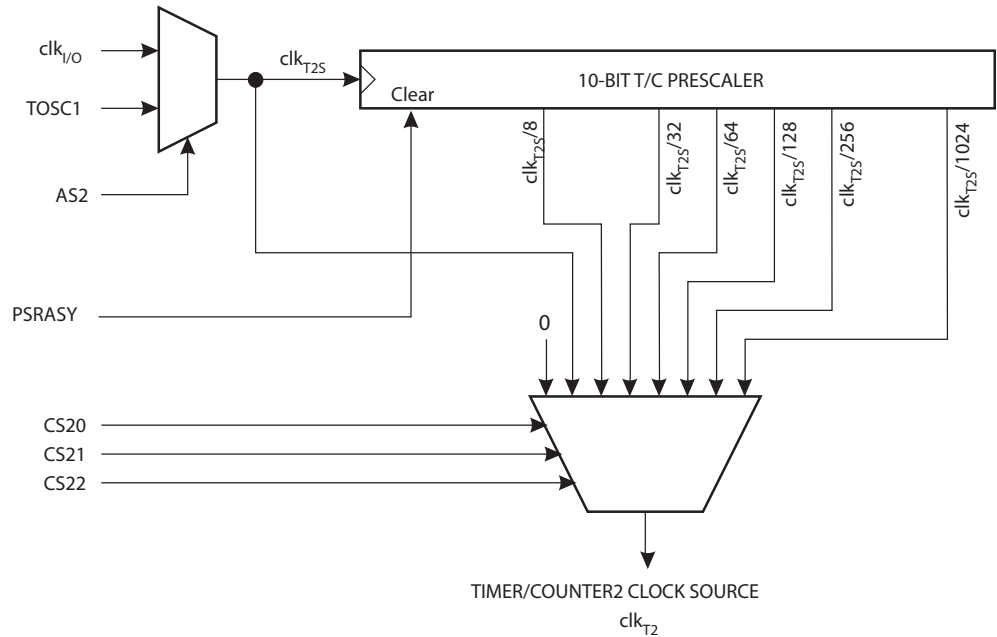 clkI/O
clkT2S
10-BIT T/C PRESCALER
TOSC1
Clear
clkT2S/8
clkT2S/32
clkT2S/64
clkT2S/128
clkT2S/256
clkT2S/1024
AS2
PSRASY
0
CS20
CS21
CS22
TIMER/COUNTER2 CLOCK SOURCE
clkT2